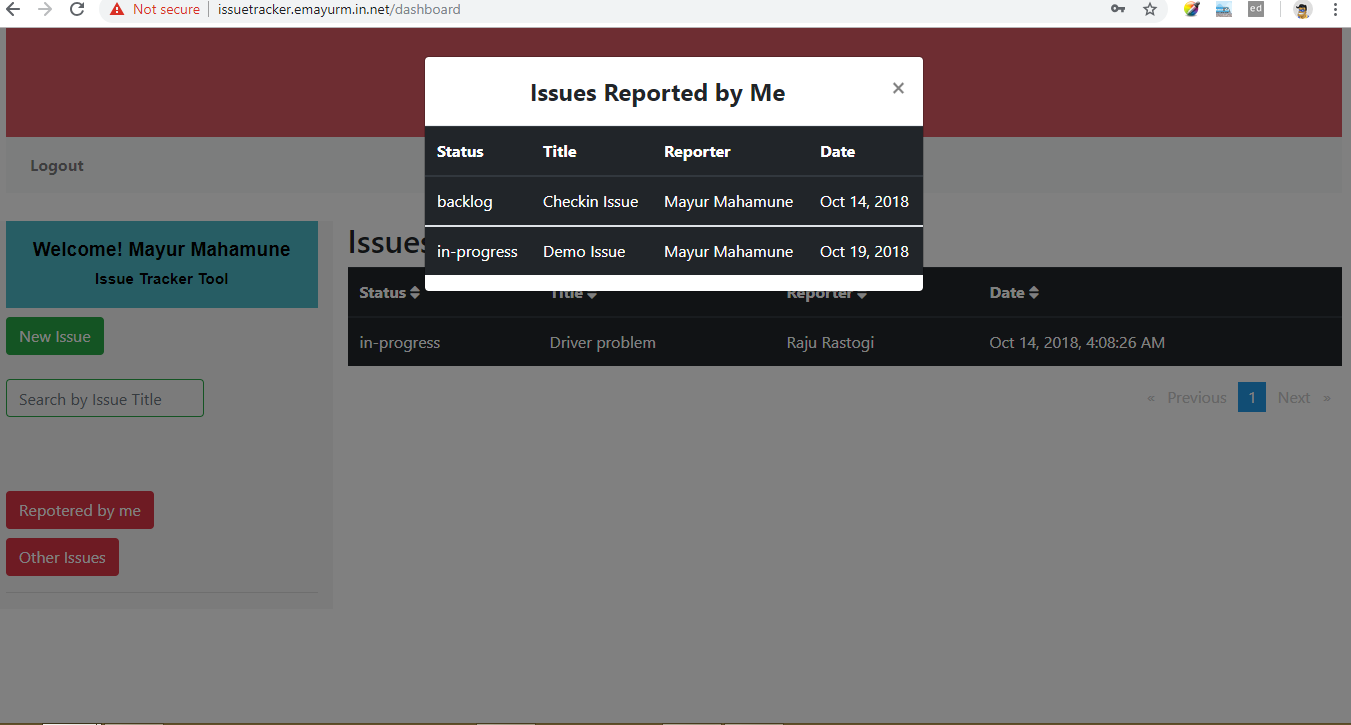 Not secure | issuetracker.emayurm.in.net/dashboard
ed
Issues Reported by Me ×
Status Title Reporter Date
backlog Checkin Issue Mayur Mahamune Oct 14, 2018
in-progress Demo Issue Mayur Mahamune Oct 19, 2018
Logout
Welcome! Mayur Mahamune
Issue Tracker Tool
New Issue
Search by Issue Title
Repotered by me
Other Issues
Issues
Status Title Reporter Date
in-progress Driver problem Raju Rastogi Oct 14, 2018, 4:08:26 AM
« Previous 1 Next »